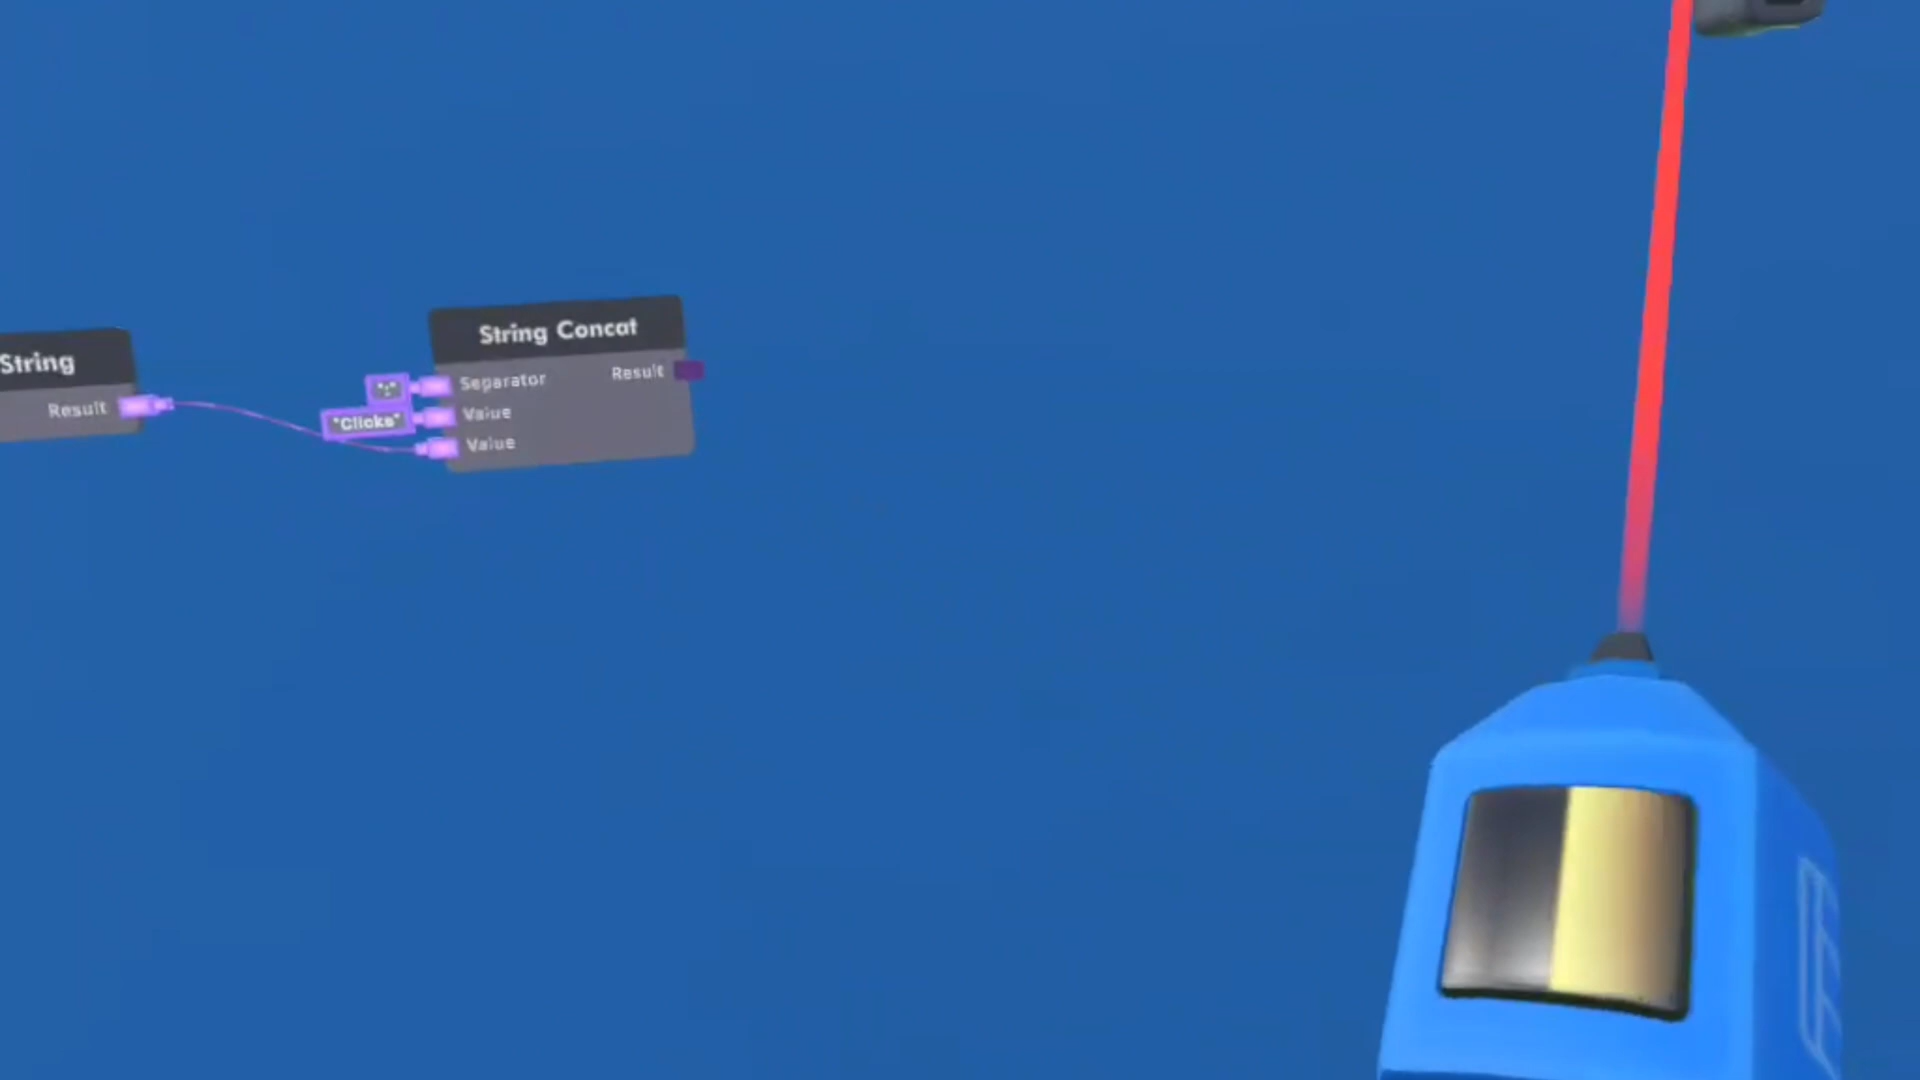 String Concat
String
Separator
Result
Result
"Clicks"
Value
Value